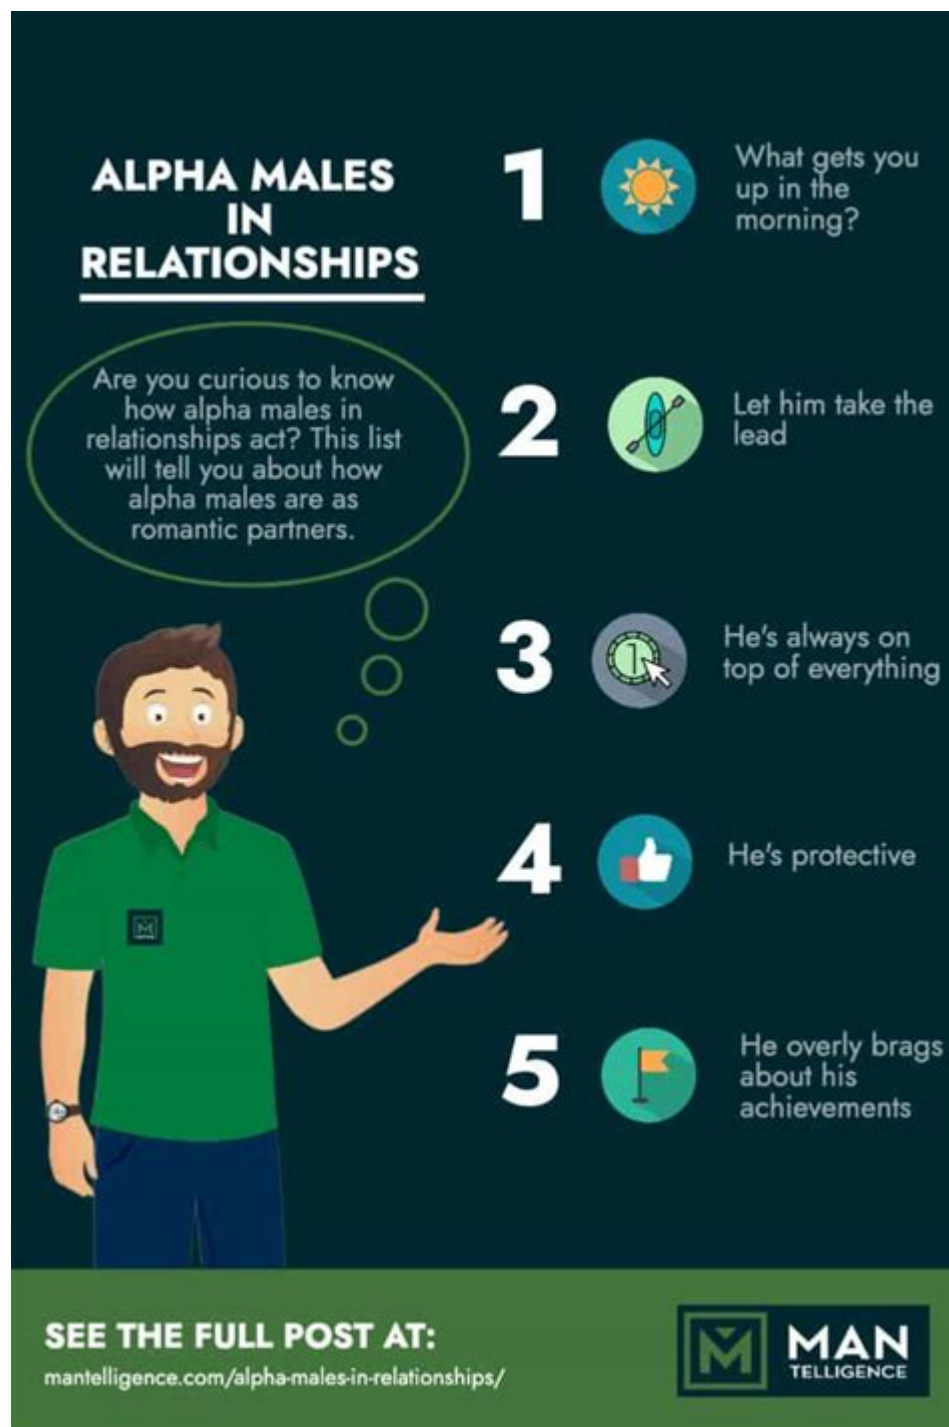 ALPHA MALES
IN
RELATIONSHIPS
Are you curious to know
how alpha males in
relationships act? This list
will tell you about how
alpha males are as
romantic partners.
1
What gets you
up in the
morning?
2
Let him take the
lead
3
1
He's always on
top of everything
4
He's protective
5
He overly brags
about his
achievements
SEE THE FULL POST AT:
mantelligence.com/alpha-males-in-relationships/
MAN
TELLIGENCE